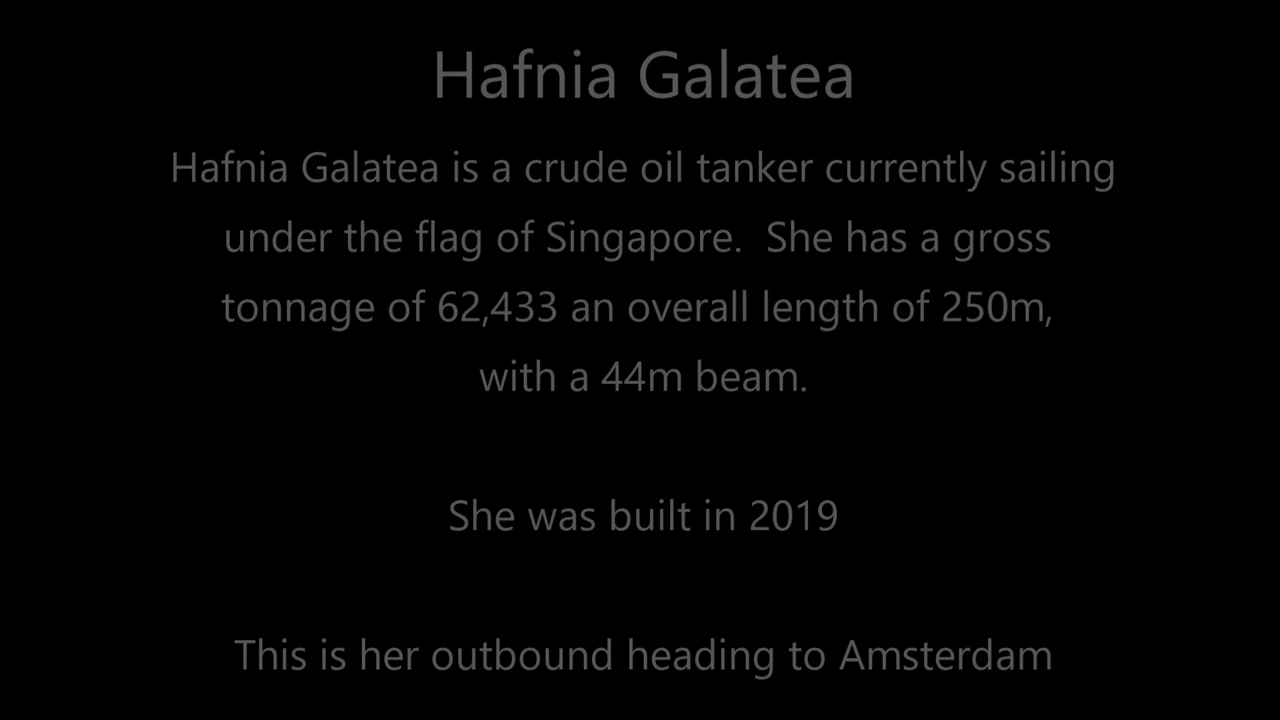 Hafnia Galatea
Hafnia Galatea is a crude oil tanker currently sailing
under the flag of Singapore.  She has a gross
tonnage of 62,433 an overall length of 250m,
with a 44m beam.
She was built in 2019
This is her outbound heading to Amsterdam